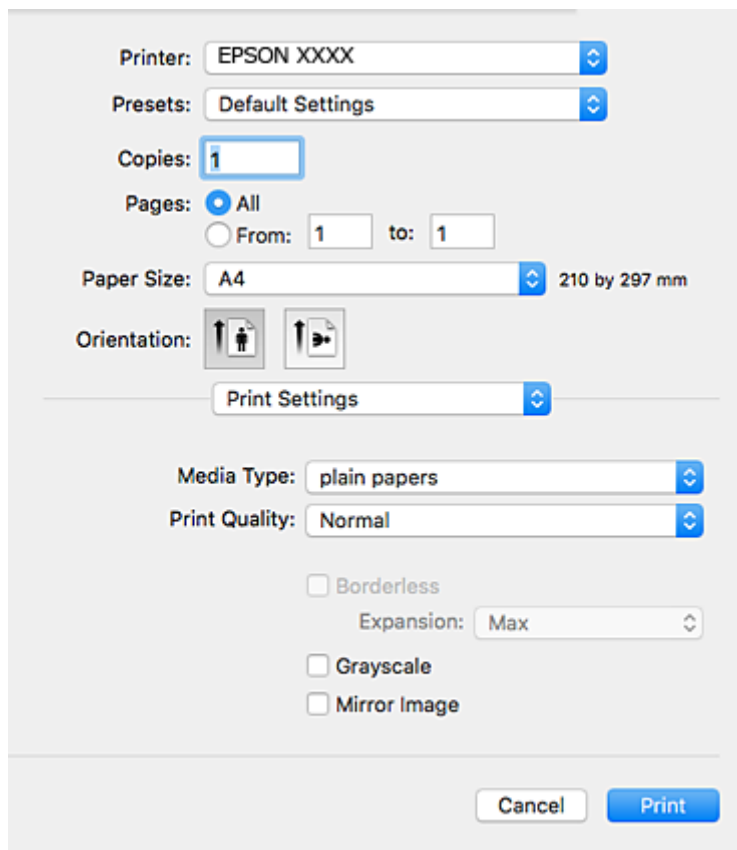 Printer: EPSON XXXX
Presets: Default Settings
Copies: 1
Pages: All
From: 1 to: 1
Paper Size: A4 210 by 297 mm
Orientation:
Print Settings
Media Type: plain papers
Print Quality: Normal
Borderless
Expansion: Max
Grayscale
Mirror Image
Cancel Print